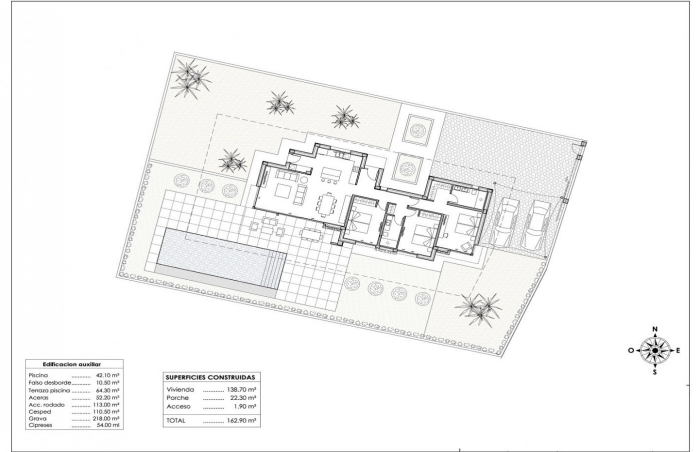 N
O E
S
Edificacion auxiliar
Piscina ............ 42.10 m²
Falso desborde ............ 10.50 m²
Terraza piscina ............ 64.30 m²
Aceras ............ 52.20 m²
Acc. rodado ............ 113.00 m²
Cesped ............ 110.50 m²
Grava ............ 218.00 m²
Cipreses ............ 54.00 ml
SUPERFICIES CONSTRUIDAS
Vivienda ............ 138.70 m²
Porche ............ 22.30 m²
Acceso ............ 1.90 m²
TOTAL ............ 162.90 m²